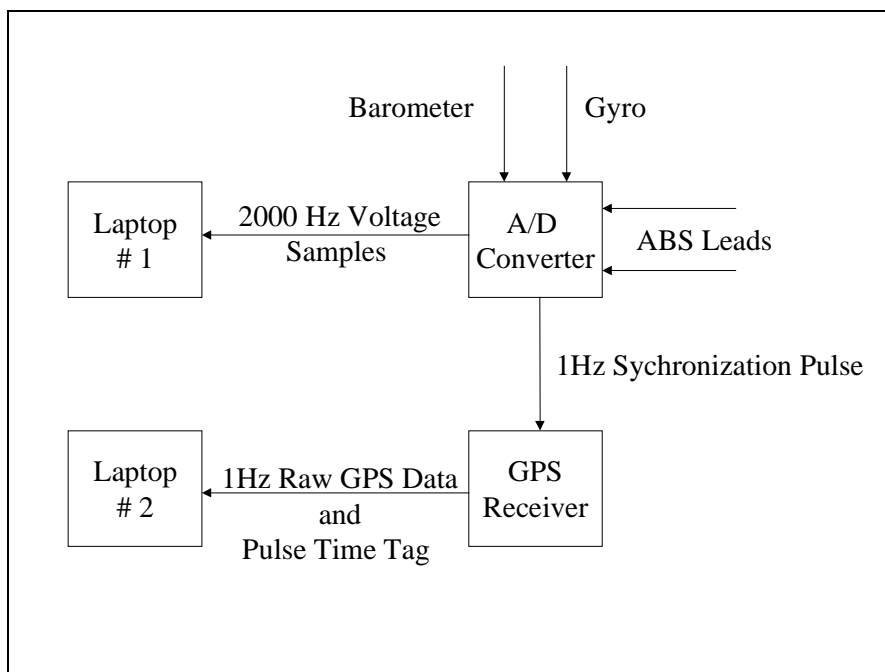 Barometer
Gyro
Laptop
# 1
2000 Hz Voltage
Samples
A/D
Converter
ABS Leads
1Hz Sychronization Pulse
Laptop
# 2
1Hz Raw GPS Data
and
Pulse Time Tag
GPS
Receiver